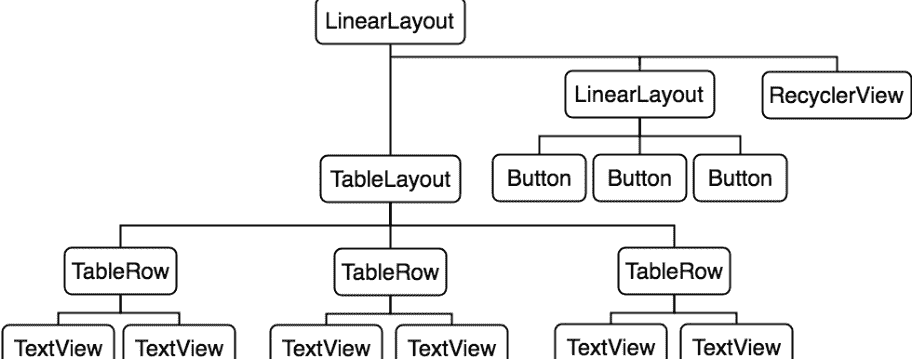 LinearLayout
LinearLayout
RecyclerView
TableLayout
Button
Button
Button
TableRow
TableRow
TableRow
TextView
TextView
TextView
TextView
TextView
TextView